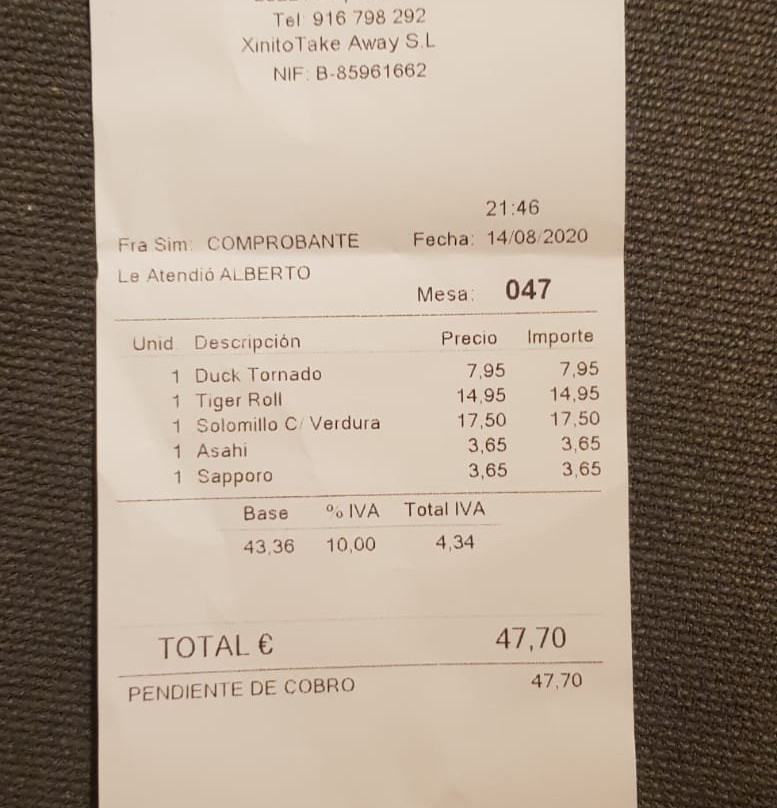 Tel: 916 798 292
XinitoTake Away S.L
NIF: B-85961662
21:46
Fra Sim: COMPROBANTE Fecha: 14/08/2020
Le Atendió ALBERTO
Mesa: 047
Unid. Descripción Precio Importe
1 Duck Tornado 7,95 7,95
1 Tiger Roll 14,95 14,95
1 Solomillo C/ Verdura 17,50 17,50
1 Asahi 3,65 3,65
1 Sapporo 3,65 3,65
Base % IVA Total IVA
43,36 10,00 4,34
TOTAL € 47,70
PENDIENTE DE COBRO 47,70